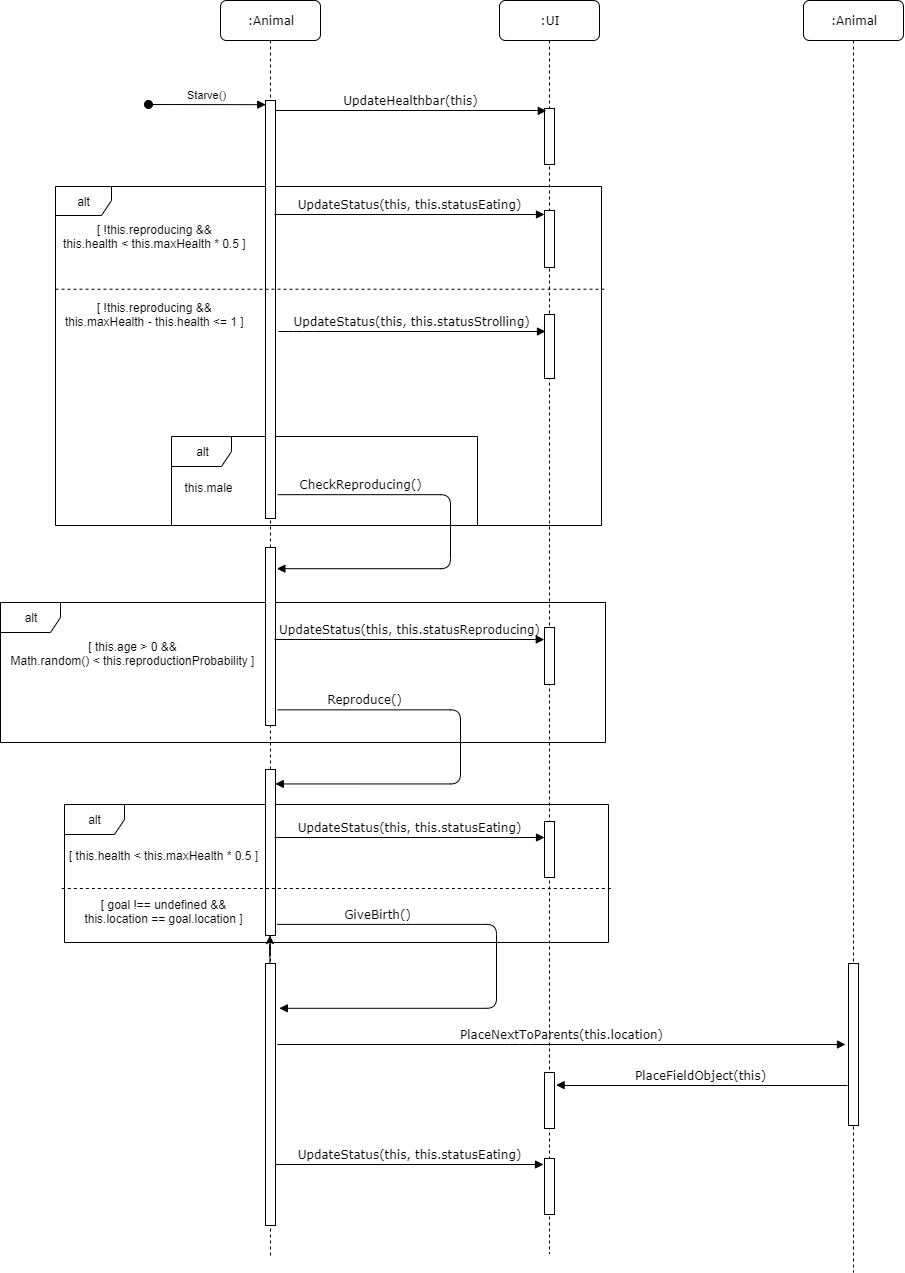 :Animal
:UI
:Animal
Starve()
UpdateHealthbar(this)
alt
UpdateStatus(this, this.statusEating)
[ !this.reproducing &&
this.health < this.maxHealth * 0.5 ]
[ !this.reproducing &&
this.maxHealth - this.health <= 1 ]
UpdateStatus(this, this.statusStrolling)
alt
this.male
CheckReproducing()
alt
UpdateStatus(this, this.statusReproducing)
[ this.age > 0 &&
Math.random() < this.reproductionProbability ]
Reproduce()
alt
UpdateStatus(this, this.statusEating)
[ this.health < this.maxHealth * 0.5 ]
[ goal !== undefined &&
this.location == goal.location ]
GiveBirth()
PlaceNextToParents(this.location)
PlaceFieldObject(this)
UpdateStatus(this, this.statusEating)